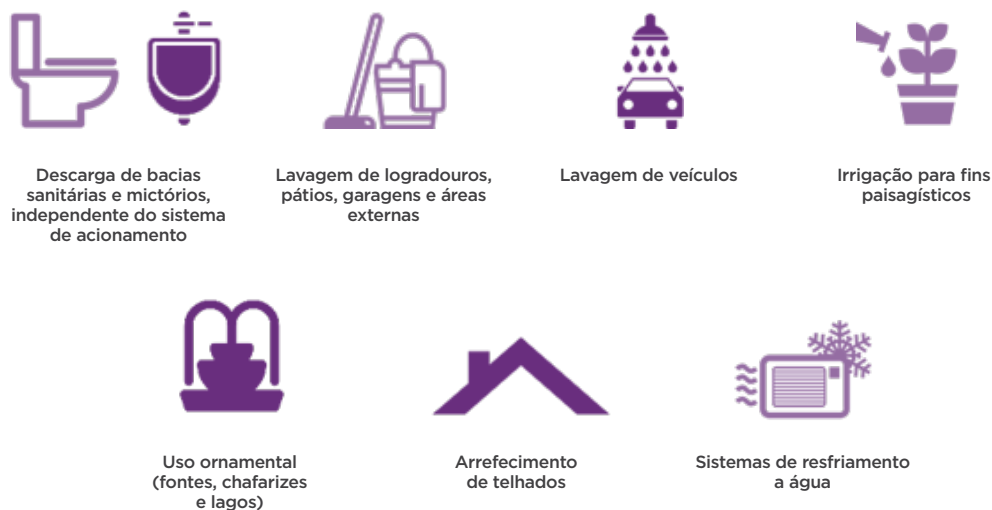 Descarga de bacias
sanitárias e mictórios,
independente do sistema
de acionamento
Lavagem de logradouros,
pátios, garagens e áreas
externas
Lavagem de veículos
Irrigação para fins
paisagísticos
Uso ornamental
(fontes, chafarizes
e lagos)
Arrefecimento
de telhados
Sistemas de resfriamento
a água